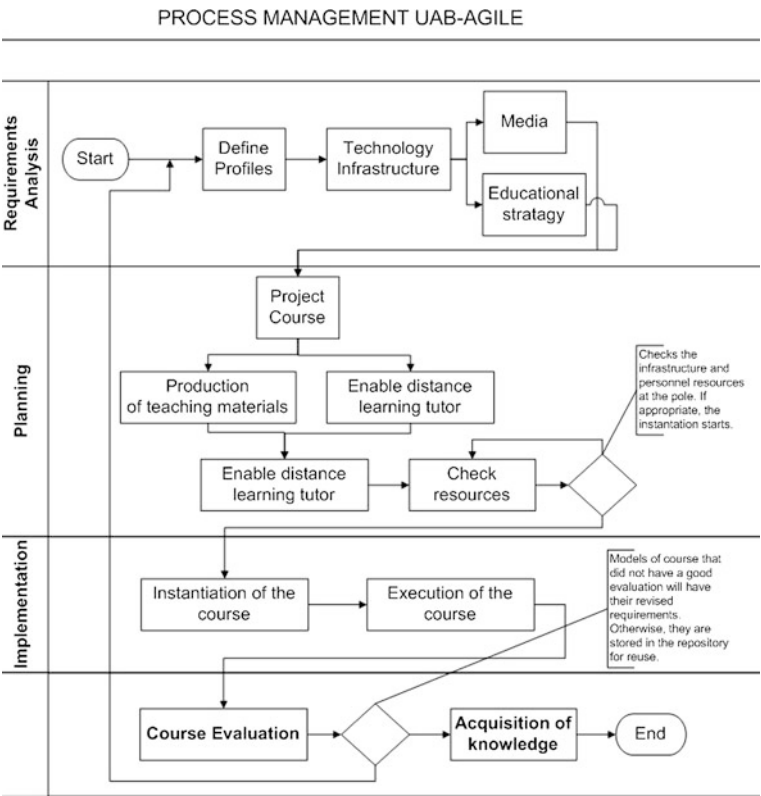 PROCESS MANAGEMENT UAB-AGILE
Requirements
Analysis
Start
Define
Profiles
Technology
Infrastructure
Media
Educational
stratagy
Planning
Project
Course
Production
of teaching materials
Enable distance
learning tutor
Checks the
infrastructure and
personnel resources
at the pole. If
appropriate, the
instantation starts.
Enable distance
learning tutor
Check
resources
Implementation
Instantiation of the
course
Execution of the
course
Models of course that
did not have a good
evaluation will have
their revised
requirements.
Otherwise, they are
stored in the repository
for reuse.
Course Evaluation
Acquisition of
knowledge
End